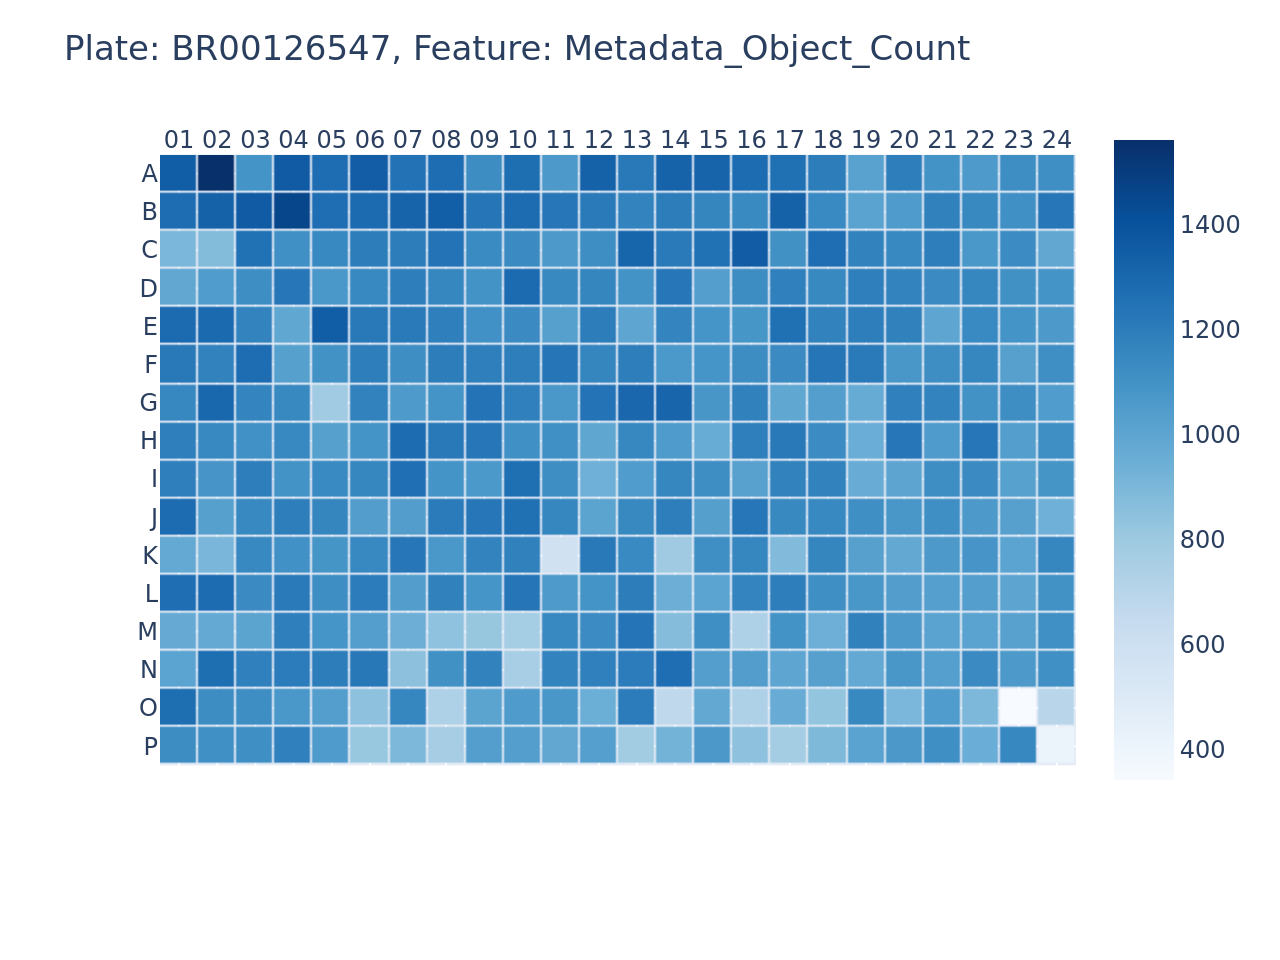 Plate: BR00126547, Feature: Metadata_Object_Count
01 02 03 04 05 06 07 08 09 10 11 12 13 14 15 16 17 18 19 20 21 22 23 24
A
B
C
D
E
F
G
H
I
J
K
L
M
N
O
P
1400
1200
1000
800
600
400